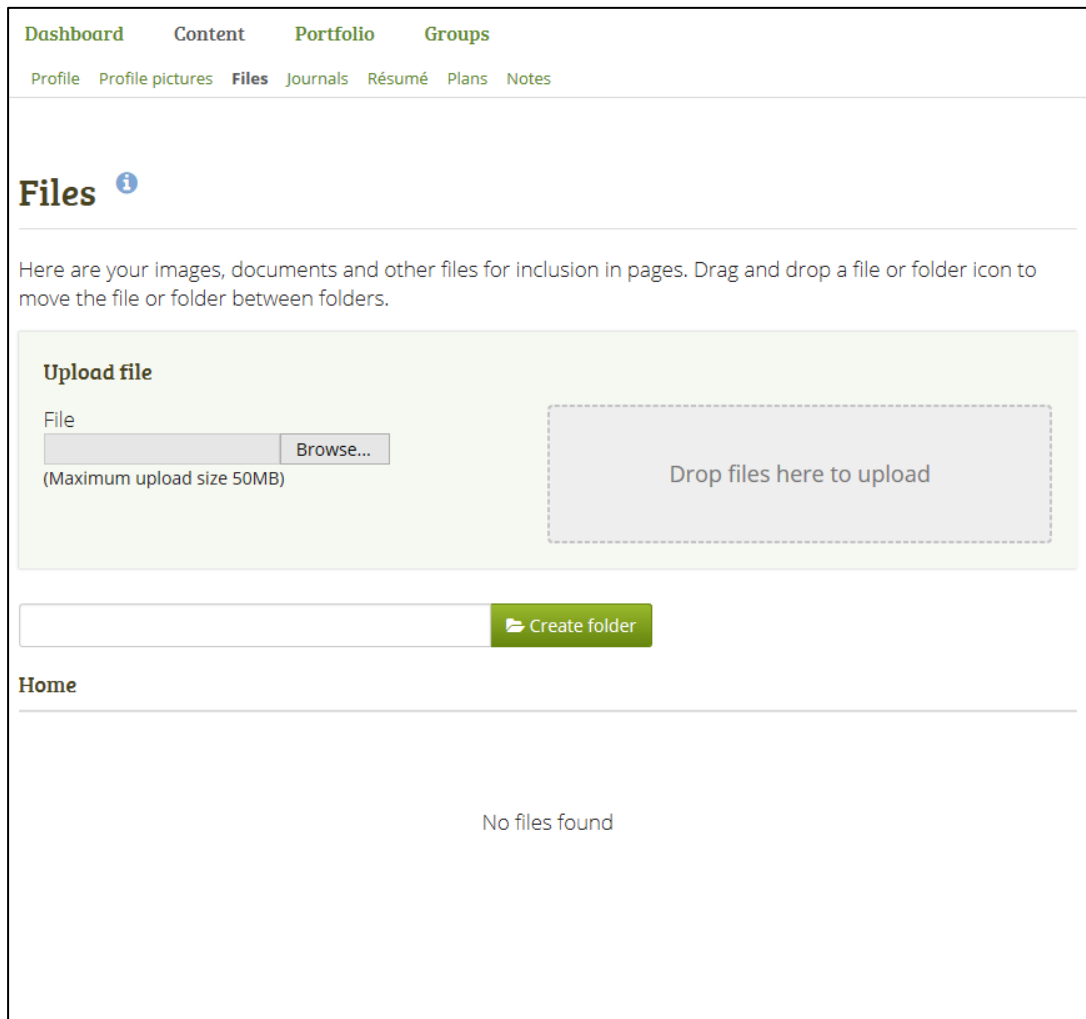 Dashboard Content Portfolio Groups
Profile Profile pictures Files Journals Résumé Plans Notes
Files
Here are your images, documents and other files for inclusion in pages. Drag and drop a file or folder icon to
move the file or folder between folders.
Upload file
File
Browse...
(Maximum upload size 50MB)
Drop files here to upload
Create folder
Home
No files found